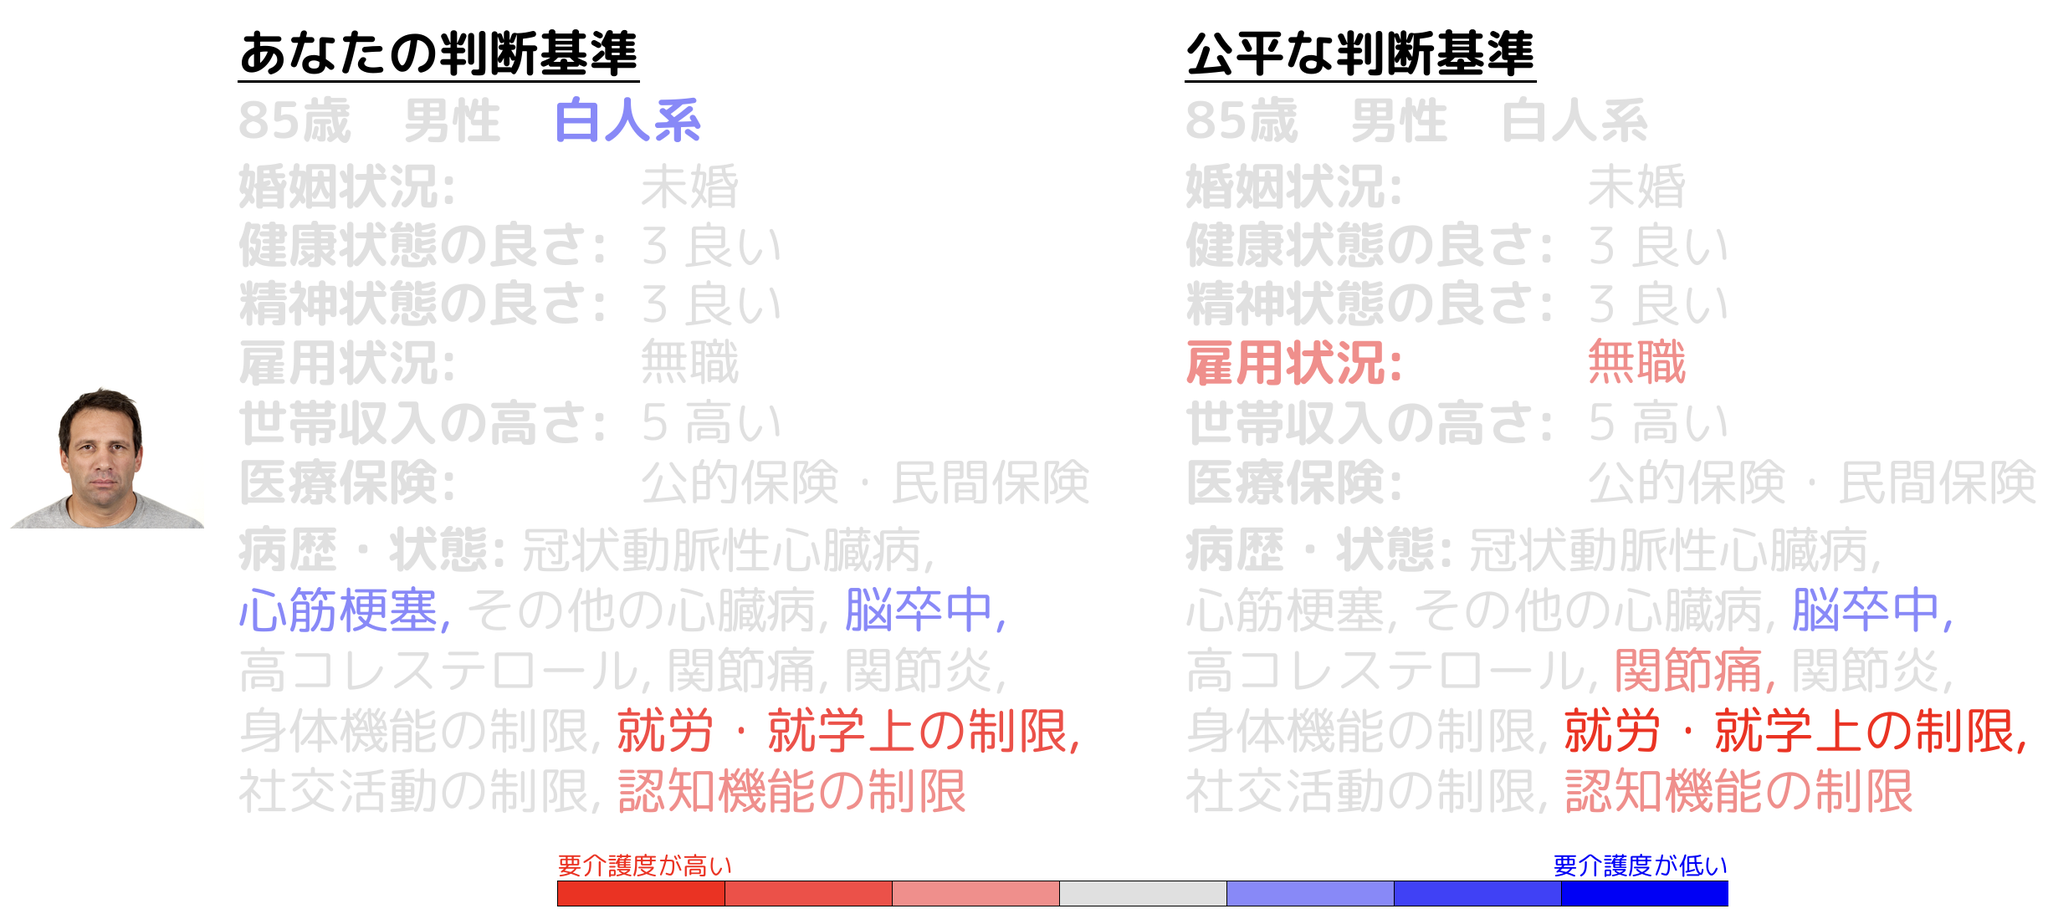 あなたの判断基準
85歳　男性　白人系
婚姻状況: 未婚
健康状態の良さ: 3 良い
精神状態の良さ: 3 良い
雇用状況: 無職
世帯収入の高さ: 5 高い
医療保険: 公的保険・民間保険
病歴・状態: 冠状動脈性心臓病,
心筋梗塞, その他の心臓病, 脳卒中,
高コレステロール, 関節痛, 関節炎,
身体機能の制限, 就労・就学上の制限,
社交活動の制限, 認知機能の制限
公平な判断基準
85歳　男性　白人系
婚姻状況: 未婚
健康状態の良さ: 3 良い
精神状態の良さ: 3 良い
雇用状況: 無職
世帯収入の高さ: 5 高い
医療保険: 公的保険・民間保険
病歴・状態: 冠状動脈性心臓病,
心筋梗塞, その他の心臓病, 脳卒中,
高コレステロール, 関節痛, 関節炎,
身体機能の制限, 就労・就学上の制限,
社交活動の制限, 認知機能の制限
要介護度が高い 要介護度が低い